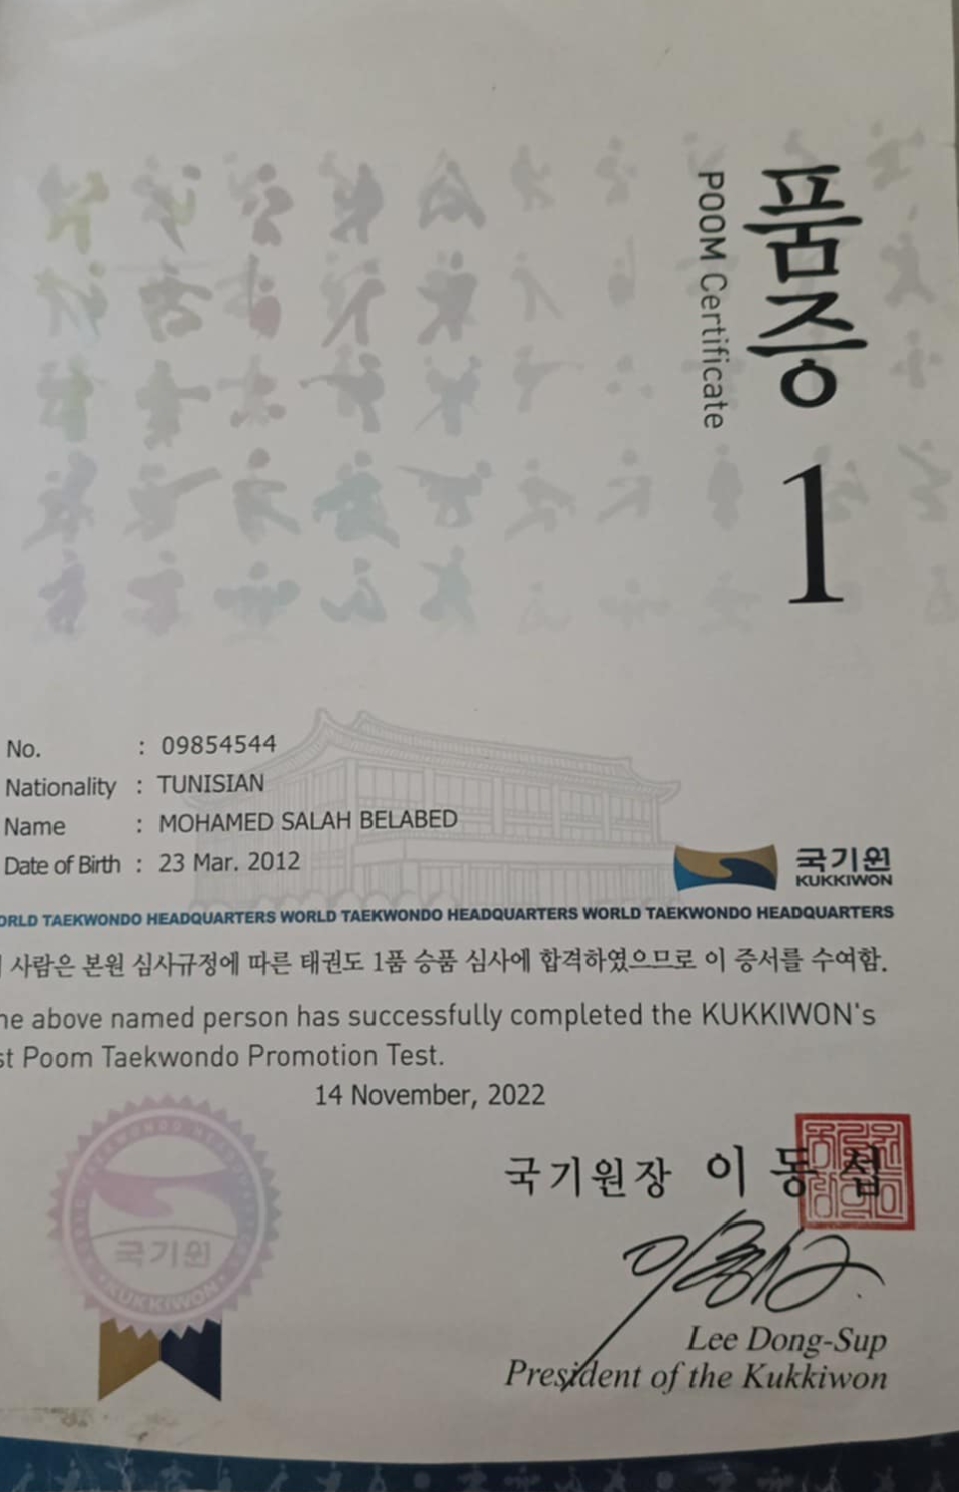 품증
POOM Certificate
1
No. : 09854544
Nationality : TUNISIAN
Name : MOHAMED SALAH BELABED
Date of Birth : 23 Mar. 2012
국기원
KUKKIWON
ORLD TAEKWONDO HEADQUARTERS WORLD TAEKWONDO HEADQUARTERS WORLD TAEKWONDO HEADQUARTERS
사람은 본원 심사규정에 따른 태권도 1품 승품 심사에 합격하였으므로 이 증서를 수여함.
he above named person has successfully completed the KUKKIWON's
st Poom Taekwondo Promotion Test.
14 November, 2022
국기원장 이동섭
Lee Dong-Sup
President of the Kukkiwon
국기원
KUKKIWON